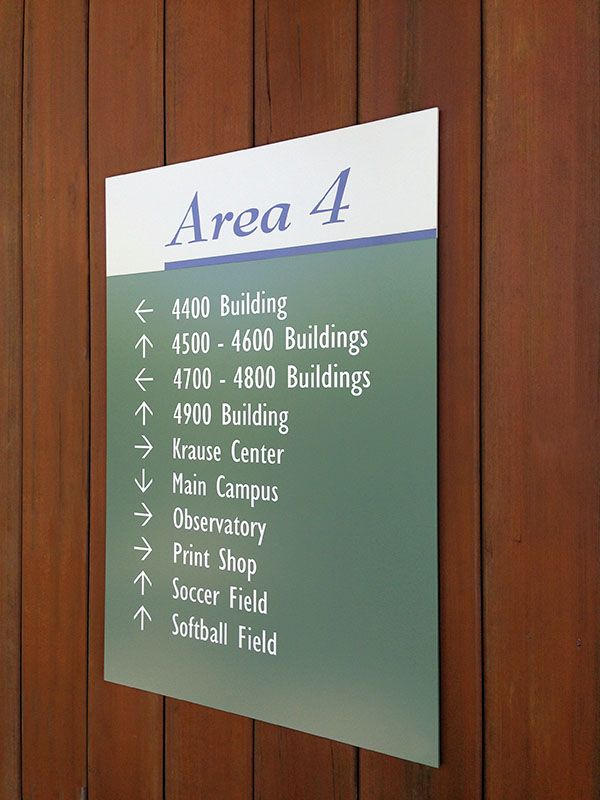 Area 4
← 4400 Building
↑ 4500 - 4600 Buildings
← 4700 - 4800 Buildings
↑ 4900 Building
→ Krause Center
↓ Main Campus
→ Observatory
→ Print Shop
↑ Soccer Field
↑ Softball Field